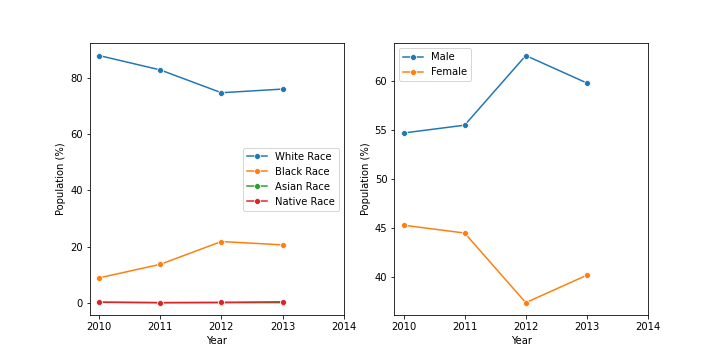 80
60
40
20
0
Population (%)
White Race
Black Race
Asian Race
Native Race
2010 2011 2012 2013 2014
Year
Male
Female
60
55
50
45
40
Population (%)
2010 2011 2012 2013 2014
Year